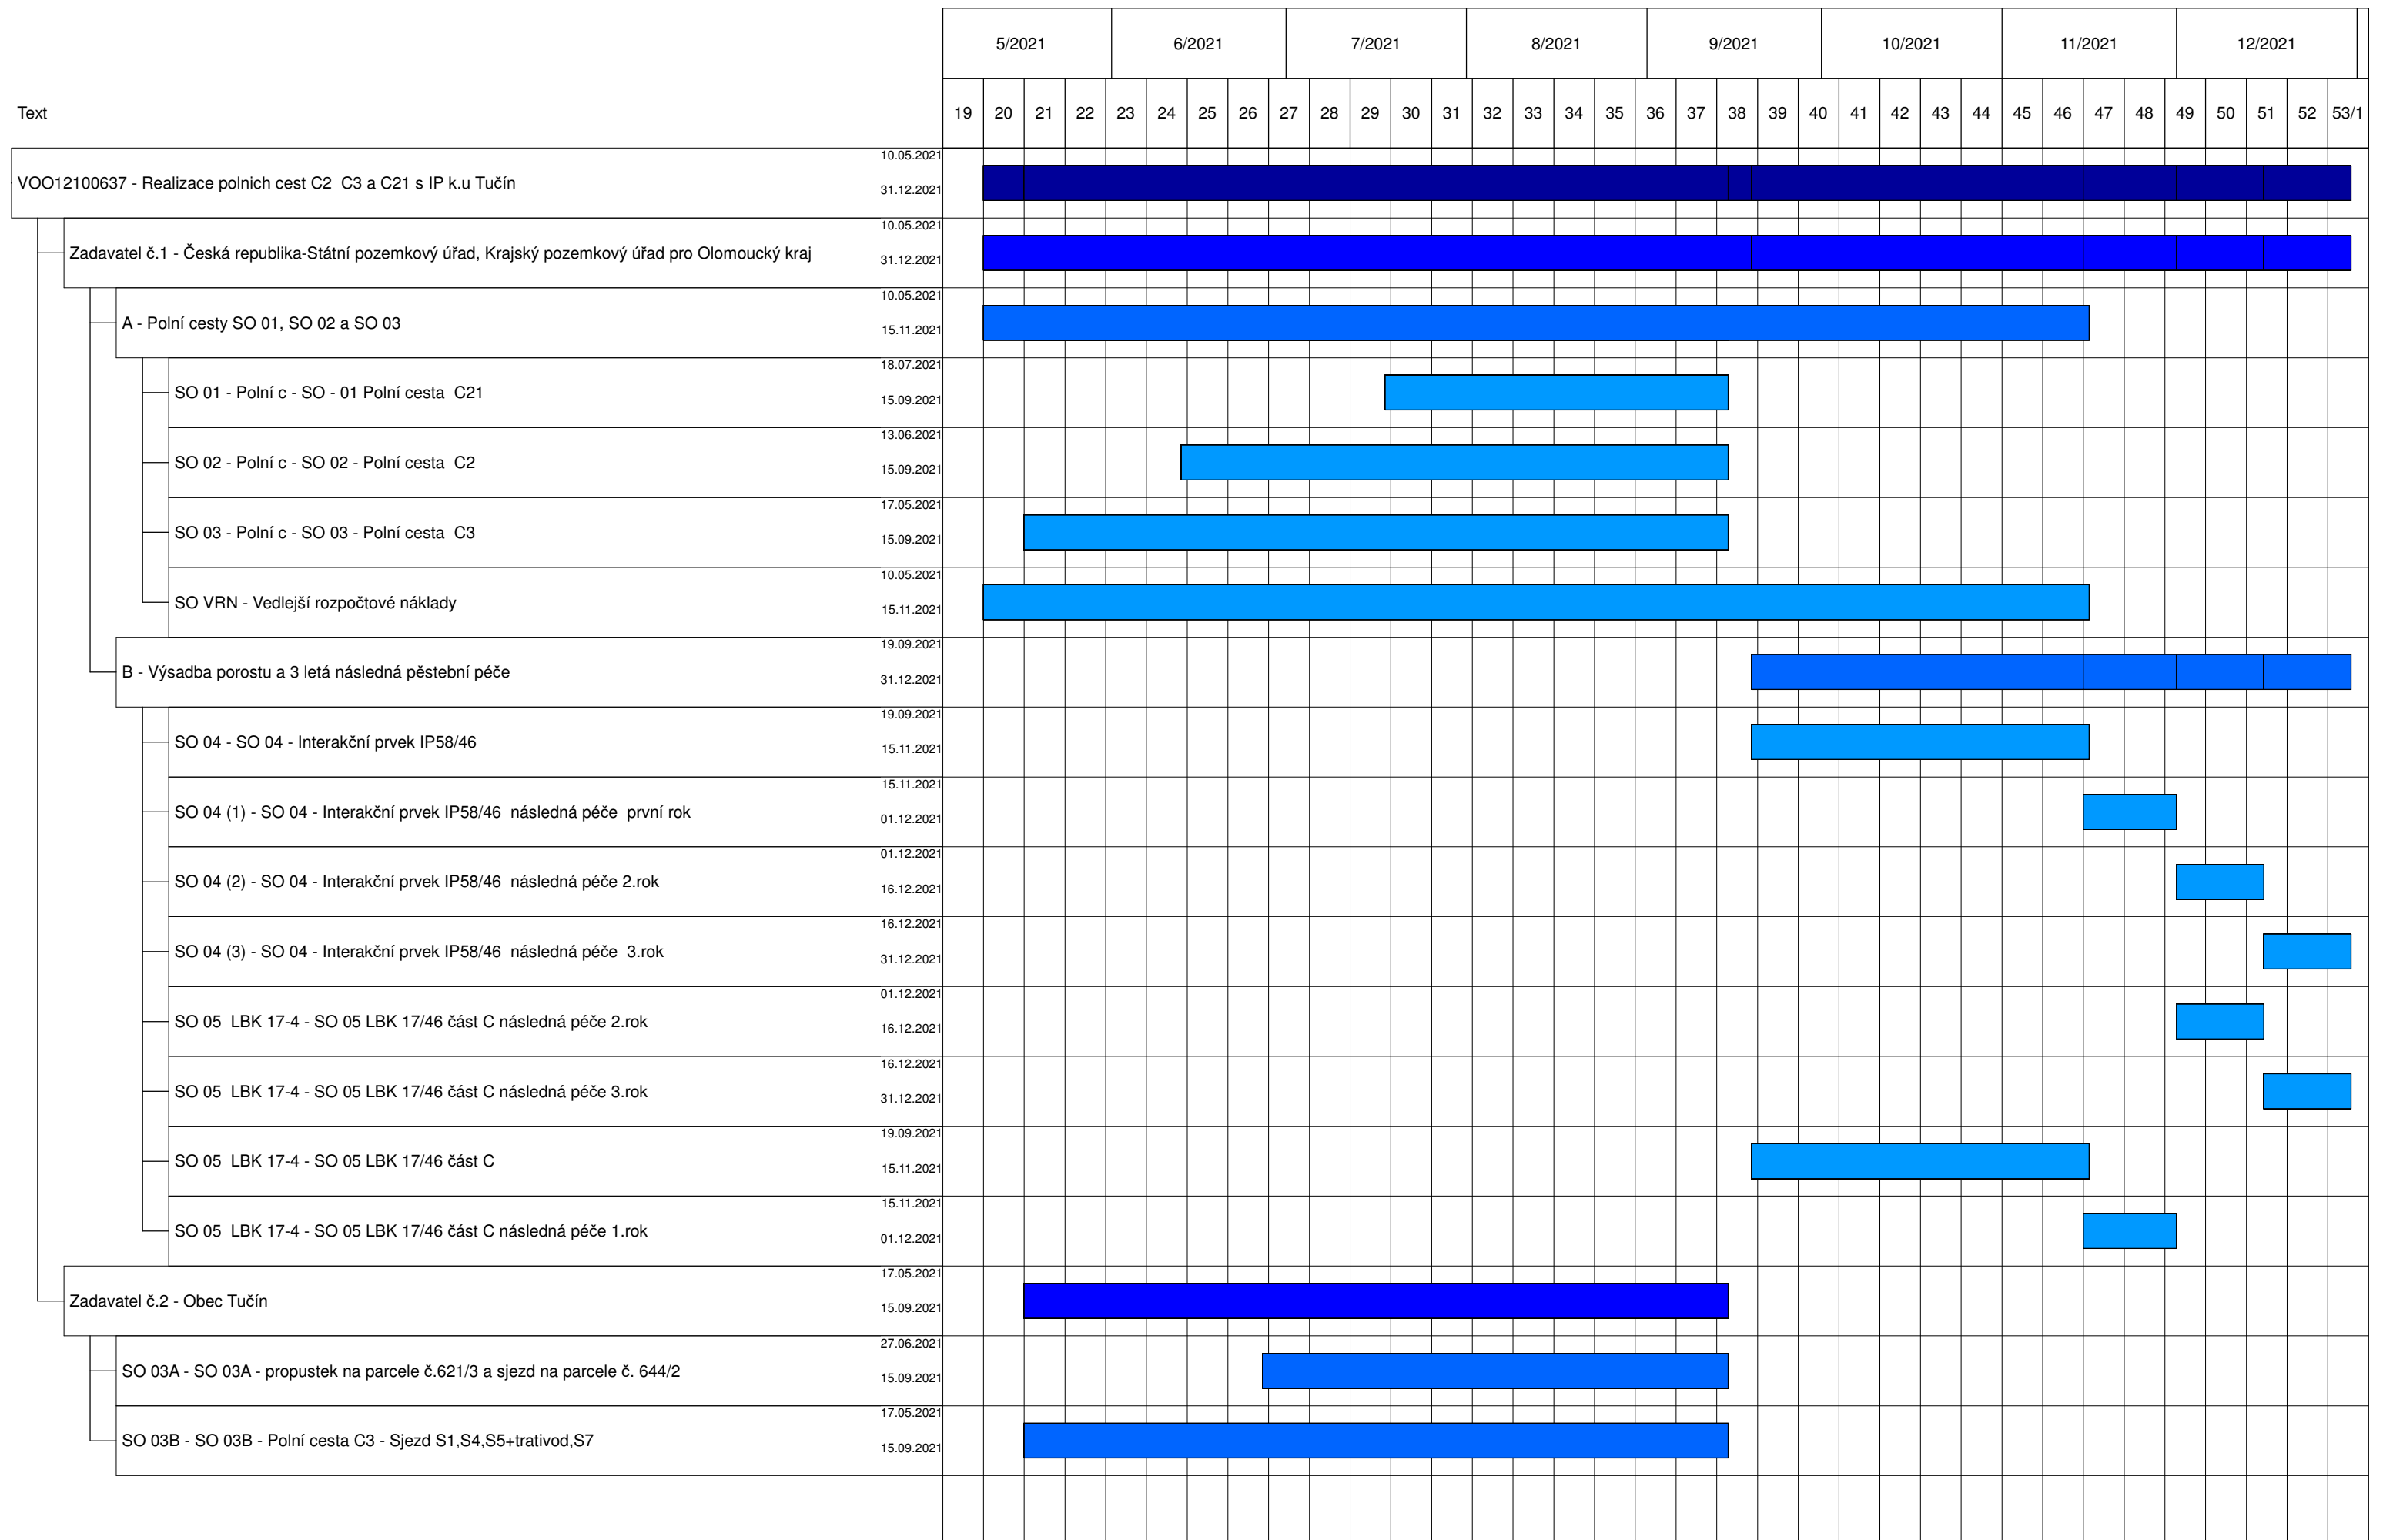 5/2021 6/2021 7/2021 8/2021 9/2021 10/2021 11/2021 12/2021
Text 19 20 21 22 23 24 25 26 27 28 29 30 31 32 33 34 35 36 37 38 39 40 41 42 43 44 45 46 47 48 49 50 51 52 53/1
10.05.2021
VOO12100637 - Realizace polnich cest C2  C3 a C21 s IP k.u Tučín
31.12.2021
10.05.2021
Zadavatel č.1 - Česká republika-Státní pozemkový úřad, Krajský pozemkový úřad pro Olomoucký kraj
31.12.2021
10.05.2021
A - Polní cesty SO 01, SO 02 a SO 03
15.11.2021
18.07.2021
SO 01 - Polní c - SO - 01 Polní cesta  C21
15.09.2021
13.06.2021
SO 02 - Polní c - SO 02 - Polní cesta  C2
15.09.2021
17.05.2021
SO 03 - Polní c - SO 03 - Polní cesta  C3
15.09.2021
10.05.2021
SO VRN - Vedlejší rozpočtové náklady
15.11.2021
19.09.2021
B - Výsadba porostu a 3 letá následná pěstební péče
31.12.2021
19.09.2021
SO 04 - SO 04 - Interakční prvek IP58/46
15.11.2021
15.11.2021
SO 04 (1) - SO 04 - Interakční prvek IP58/46  následná péče  první rok
01.12.2021
01.12.2021
SO 04 (2) - SO 04 - Interakční prvek IP58/46  následná péče 2.rok
16.12.2021
16.12.2021
SO 04 (3) - SO 04 - Interakční prvek IP58/46  následná péče  3.rok
31.12.2021
01.12.2021
SO 05  LBK 17-4 - SO 05 LBK 17/46 část C následná péče 2.rok
16.12.2021
16.12.2021
SO 05  LBK 17-4 - SO 05 LBK 17/46 část C následná péče 3.rok
31.12.2021
19.09.2021
SO 05  LBK 17-4 - SO 05 LBK 17/46 část C
15.11.2021
15.11.2021
SO 05  LBK 17-4 - SO 05 LBK 17/46 část C následná péče 1.rok
01.12.2021
17.05.2021
Zadavatel č.2 - Obec Tučín
15.09.2021
27.06.2021
SO 03A - SO 03A - propustek na parcele č.621/3 a sjezd na parcele č. 644/2
15.09.2021
17.05.2021
SO 03B - SO 03B - Polní cesta C3 - Sjezd S1,S4,S5+trativod,S7
15.09.2021